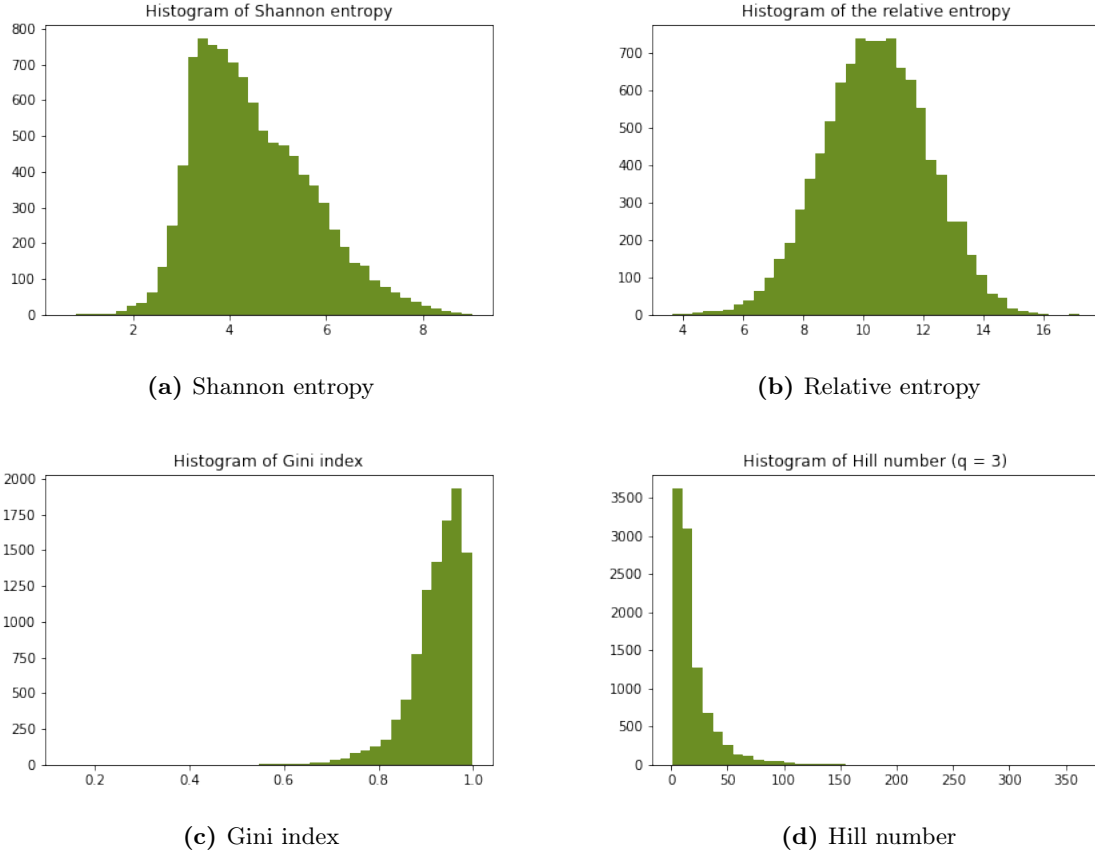 Histogram of Shannon entropy
800
700
600
500
400
300
200
100
0
2 4 6 8
(a) Shannon entropy
Histogram of the relative entropy
700
600
500
400
300
200
100
0
4 6 8 10 12 14 16
(b) Relative entropy
Histogram of Gini index
2000
1750
1500
1250
1000
750
500
250
0
0.2 0.4 0.6 0.8 1.0
(c) Gini index
Histogram of Hill number (q = 3)
3500
3000
2500
2000
1500
1000
500
0
0 50 100 150 200 250 300 350
(d) Hill number